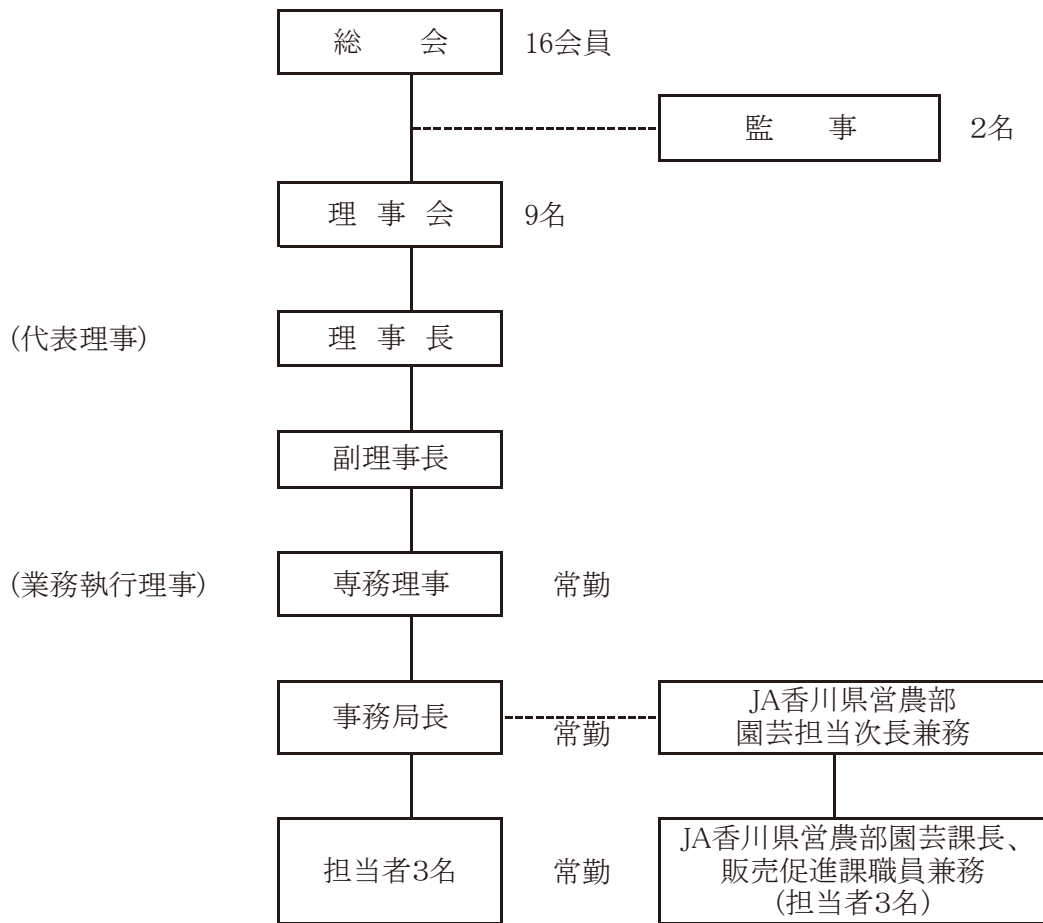 総　　会
16会員
監　　事
2名
理 事 会
9名
(代表理事)
理 事 長
副理事長
(業務執行理事)
専務理事
常勤
事務局長
常勤
JA香川県営農部
園芸担当次長兼務
担当者3名
常勤
JA香川県営農部園芸課長、
販売促進課職員兼務
(担当者3名)